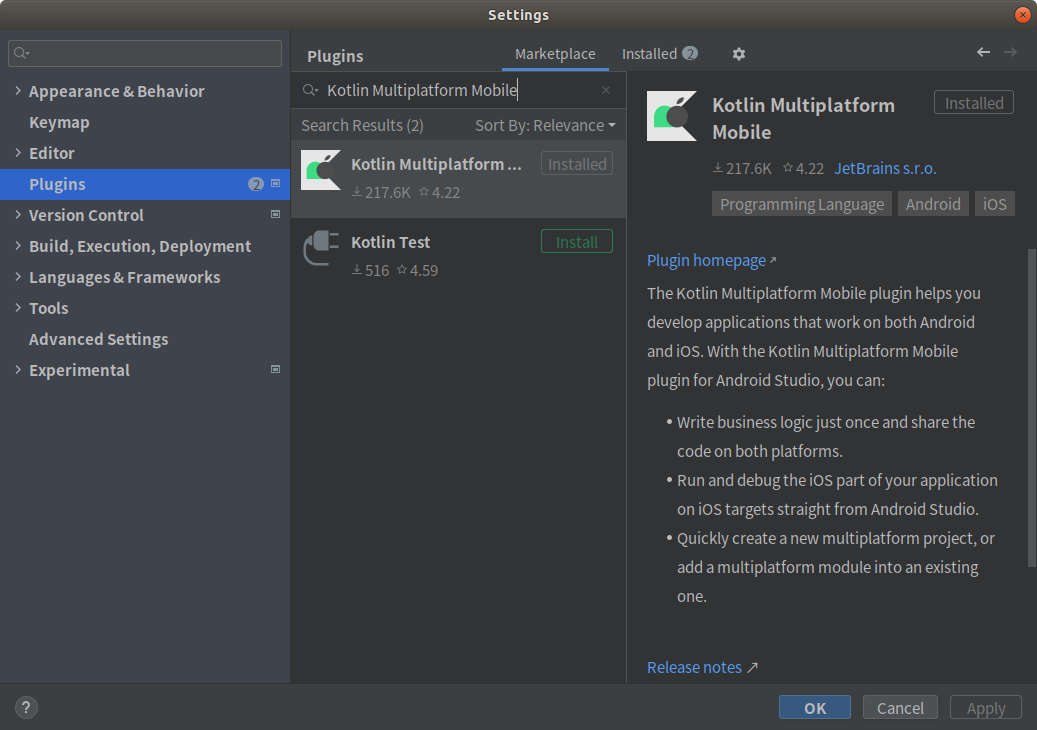 Settings
Appearance & Behavior
Keymap
Editor
Plugins 2
Version Control
Build, Execution, Deployment
Languages & Frameworks
Tools
Advanced Settings
Experimental
Plugins Marketplace Installed 2
Kotlin Multiplatform Mobile
Search Results (2) Sort By: Relevance
Kotlin Multiplatform ... Installed
217.6K 4.22
Kotlin Test Install
516 4.59
Kotlin Multiplatform Installed
Mobile
217.6K 4.22 JetBrains s.r.o.
Programming Language Android iOS
Plugin homepage
The Kotlin Multiplatform Mobile plugin helps you
develop applications that work on both Android
and iOS. With the Kotlin Multiplatform Mobile
plugin for Android Studio, you can:
• Write business logic just once and share the
code on both platforms.
• Run and debug the iOS part of your application
on iOS targets straight from Android Studio.
• Quickly create a new multiplatform project, or
add a multiplatform module into an existing
one.
Release notes
? OK Cancel Apply